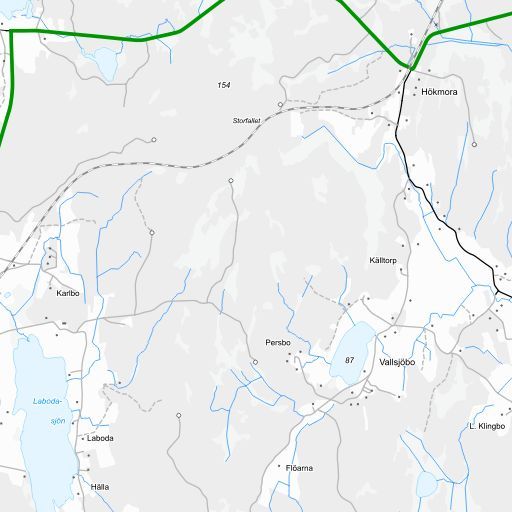 154
Hökmora
Storfallet
Källtorp
Karlbo
Persbo
87
Vallsjöbo
Laboda-
sjön
L. Klingbo
Laboda
Flöarna
Hälla